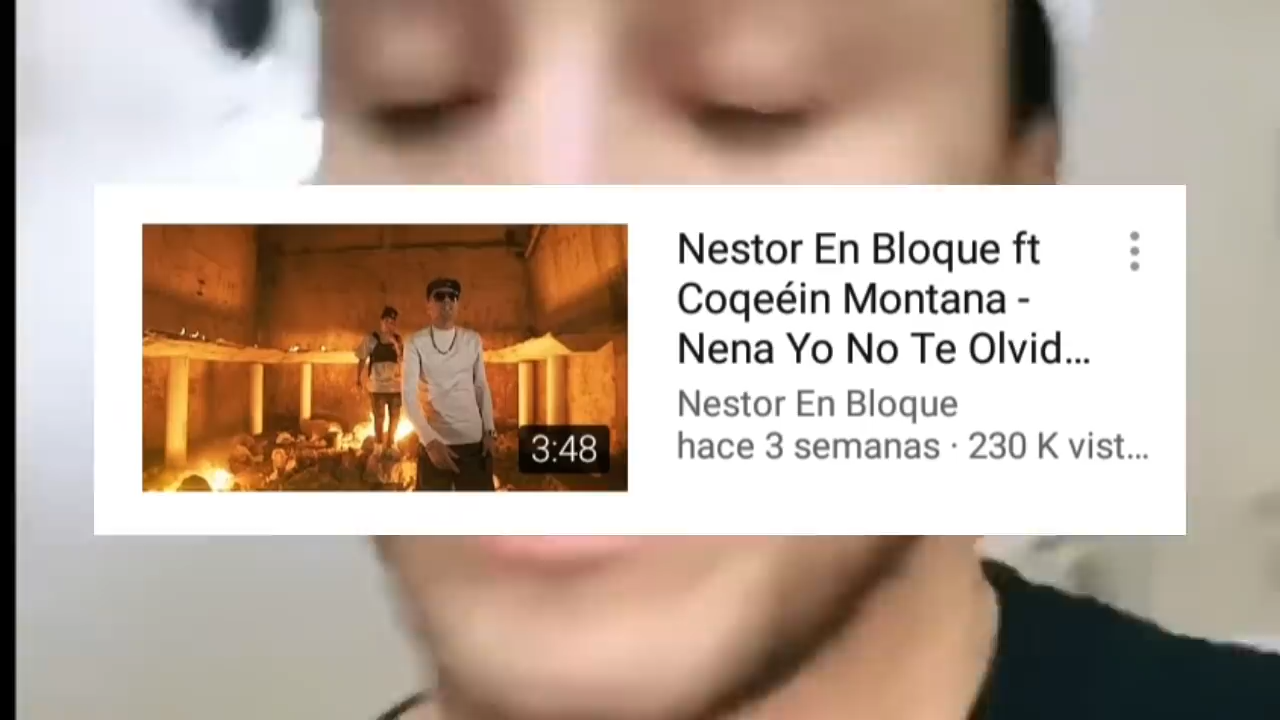 Nestor En Bloque ft
Coqeéin Montana -
Nena Yo No Te Olvid...
Nestor En Bloque
hace 3 semanas · 230 K vist...
3:48